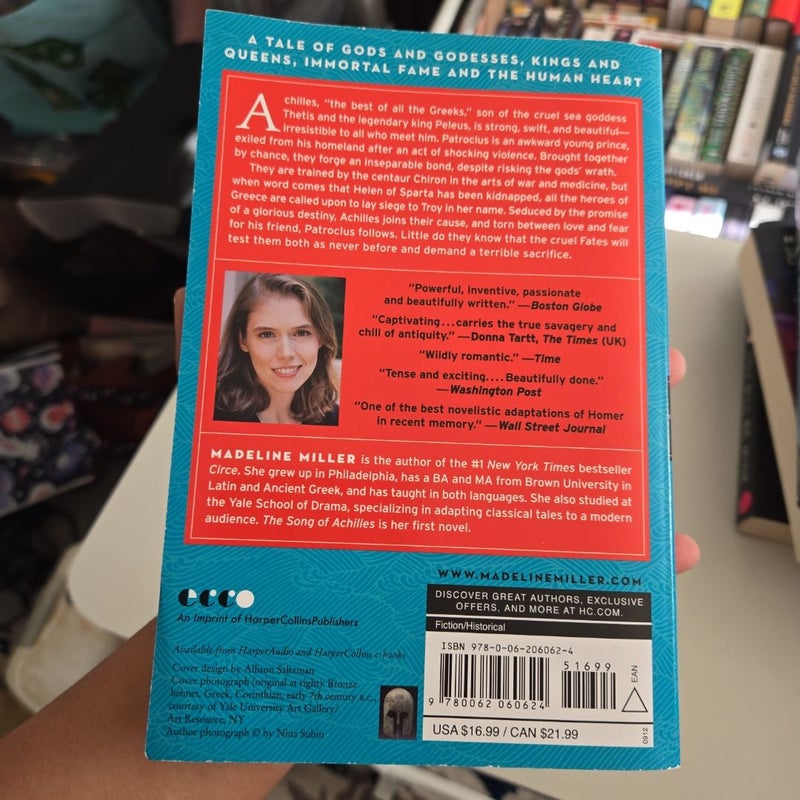 A TALE OF GODS AND GODESSES, KINGS AND
QUEENS, IMMORTAL FAME AND THE HUMAN HEART
Achilles, "the best of all the Greeks," son of the cruel sea goddess
Thetis and the legendary king Peleus, is strong, swift, and beautiful—
irresistible to all who meet him. Patroclus is an awkward young prince,
exiled from his homeland after an act of shocking violence. Brought together
by chance, they forge an inseparable bond, despite risking the gods' wrath.
They are trained by the centaur Chiron in the arts of war and medicine, but
when word comes that Helen of Sparta has been kidnapped, all the heroes of
Greece are called upon to lay siege to Troy in her name. Seduced by the promise
of a glorious destiny, Achilles joins their cause, and torn between love and fear
for his friend, Patroclus follows. Little do they know that the cruel Fates will
test them both as never before and demand a terrible sacrifice.
"Powerful, inventive, passionate
and beautifully written." —Boston Globe
"Captivating...carries the true savagery and
chill of antiquity." —Donna Tartt, The Times (UK)
"Wildly romantic." —Time
"Tense and exciting.... Beautifully done."
—Washington Post
"One of the best novelistic adaptations of Homer
in recent memory." —Wall Street Journal
MADELINE MILLER is the author of the #1 New York Times bestseller
Circe. She grew up in Philadelphia, has a BA and MA from Brown University in
Latin and Ancient Greek, and has taught in both languages. She also studied at
the Yale School of Drama, specializing in adapting classical tales to a modern
audience. The Song of Achilles is her first novel.
WWW.MADELINEMILLER.COM
ecco
An Imprint of HarperCollinsPublishers
Available from HarperAudio and HarperCollins e-books
Cover design by Allison Saltzman
Cover photograph (original at right): Bronze
helmet, Greek, Corinthian, early 7th century B.C.,
courtesy of Yale University Art Gallery/
Art Resource, NY
Author photograph © by Nina Subin
DISCOVER GREAT AUTHORS, EXCLUSIVE
OFFERS, AND MORE AT HC.COM.
Fiction/Historical
ISBN 978-0-06-206062-4
51699
9 780062 060624
EAN
USA $16.99 / CAN $21.99
0912